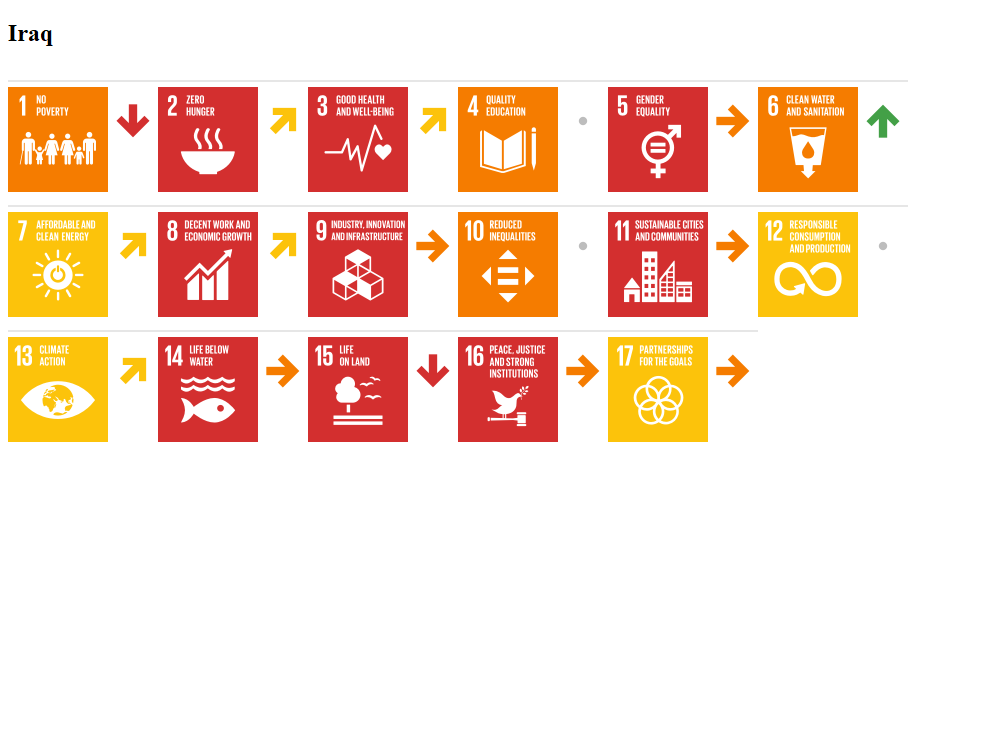 Iraq
1 NO
POVERTY
2 ZERO
HUNGER
3 GOOD HEALTH
AND WELL-BEING
4 QUALITY
EDUCATION
5 GENDER
EQUALITY
6 CLEAN WATER
AND SANITATION
7 AFFORDABLE AND
CLEAN ENERGY
8 DECENT WORK AND
ECONOMIC GROWTH
9 INDUSTRY, INNOVATION
AND INFRASTRUCTURE
10 REDUCED
INEQUALITIES
11 SUSTAINABLE CITIES
AND COMMUNITIES
12 RESPONSIBLE
CONSUMPTION
AND PRODUCTION
13 CLIMATE
ACTION
14 LIFE BELOW
WATER
15 LIFE
ON LAND
16 PEACE, JUSTICE
AND STRONG
INSTITUTIONS
17 PARTNERSHIPS
FOR THE GOALS